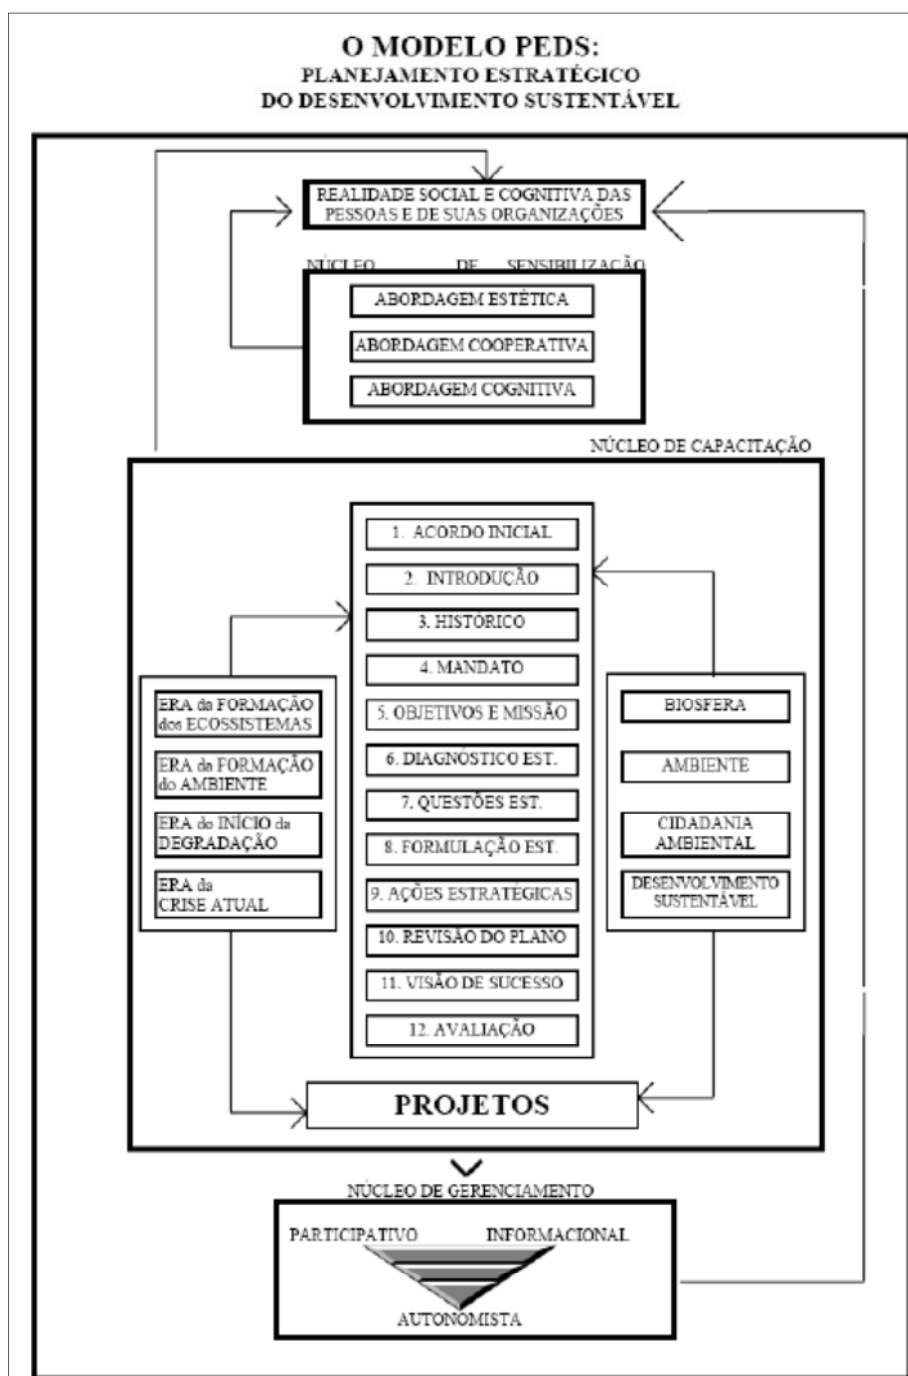 O MODELO PEDS:
PLANEJAMENTO ESTRATÉGICO
DO DESENVOLVIMENTO SUSTENTÁVEL
REALIDADE SOCIAL E COGNITIVA DAS
PESSOAS E DE SUAS ORGANIZAÇÕES
NÚCLEO DE SENSIBILIZAÇÃO
ABORDAGEM ESTÉTICA
ABORDAGEM COOPERATIVA
ABORDAGEM COGNITIVA
NÚCLEO DE CAPACITAÇÃO
1. ACORDO INICIAL
2. INTRODUÇÃO
3. HISTÓRICO
4. MANDATO
5. OBJETIVOS E MISSÃO
6. DIAGNÓSTICO EST.
7. QUESTÕES EST.
8. FORMULAÇÃO EST.
9. AÇÕES ESTRATÉGICAS
10. REVISÃO DO PLANO
11. VISÃO DE SUCESSO
12. AVALIAÇÃO
ERA da FORMAÇÃO
dos ECOSSISTEMAS
ERA da FORMAÇÃO
do AMBIENTE
ERA do INÍCIO da
DEGRADAÇÃO
ERA da
CRISE ATUAL
BIOSFERA
AMBIENTE
CIDADANIA
AMBIENTAL
DESENVOLVIMENTO
SUSTENTÁVEL
PROJETOS
NÚCLEO DE GERENCIAMENTO
PARTICIPATIVO INFORMACIONAL
AUTONOMISTA